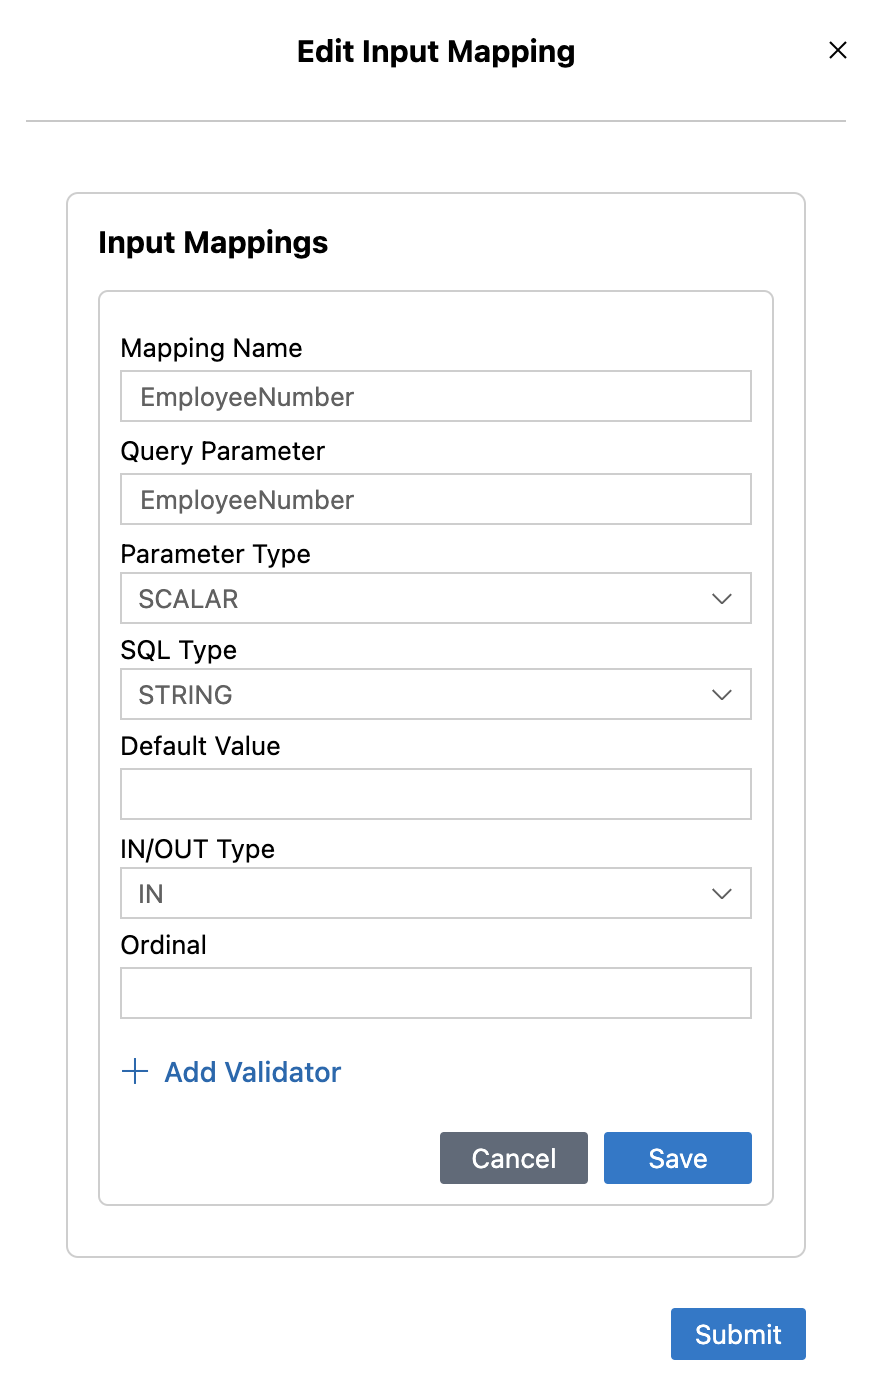 Edit Input Mapping
Input Mappings
Mapping Name
EmployeeNumber
Query Parameter
EmployeeNumber
Parameter Type
SCALAR
SQL Type
STRING
Default Value
IN/OUT Type
IN
Ordinal
Add Validator
Cancel Save
Submit